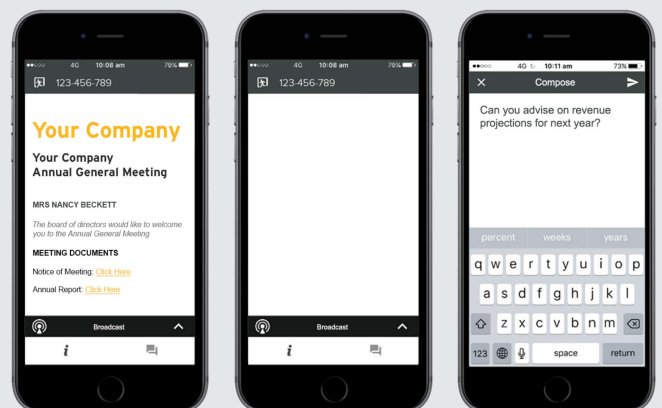 4G 10:08 am 79%
123-456-789
Your Company
Your Company
Annual General Meeting
MRS NANCY BECKETT
The board of directors would like to welcome
you to the Annual General Meeting
MEETING DOCUMENTS
Notice of Meeting: Click Here
Annual Report: Click Here
Broadcast
i
4G 10:08 am 79%
123-456-789
Broadcast
i
4G 10:11 am 73%
Compose
Can you advise on revenue
projections for next year?
percent weeks years
q w e r t y u i o p
a s d f g h j k l
z x c v b n m
123 space return